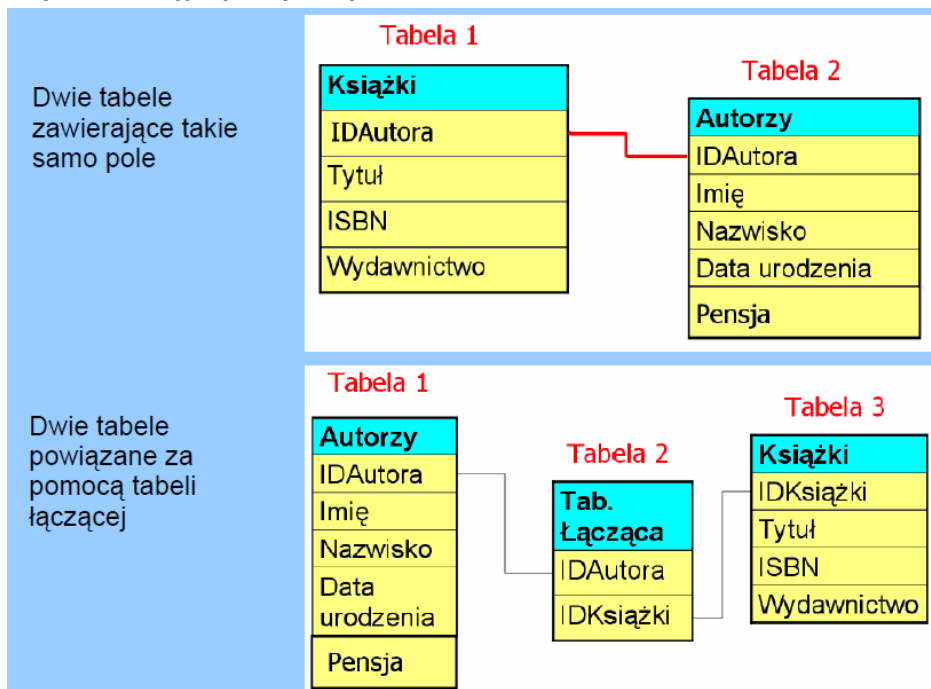 Dwie tabele
zawierające takie
samo pole
Tabela 1
Książki
IDAutora
Tytuł
ISBN
Wydawnictwo
Tabela 2
Autorzy
IDAutora
Imię
Nazwisko
Data urodzenia
Pensja
Dwie tabele
powiązane za
pomocą tabeli
łączącej
Tabela 1
Autorzy
IDAutora
Imię
Nazwisko
Data
urodzenia
Pensja
Tabela 2
Tab.
Łącząca
IDAutora
IDKsiążki
Tabela 3
Książki
IDKsiążki
Tytuł
ISBN
Wydawnictwo